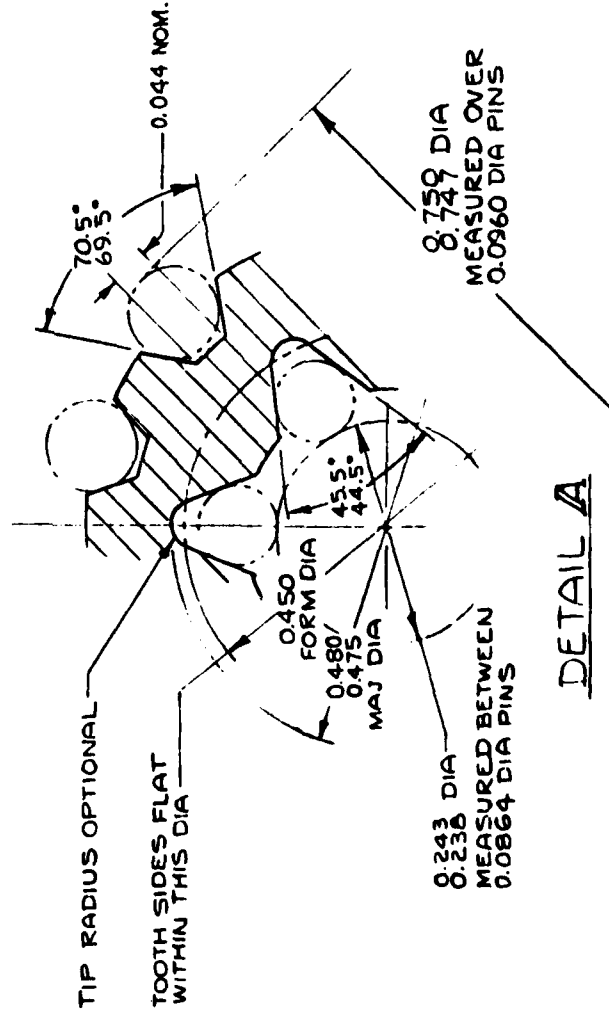 TIP RADIUS OPTIONAL
TOOTH SIDES FLAT
WITHIN THIS DIA
0.450
FORM DIA
0.480/
0.475
MAJ DIA
0.243 DIA
0.238
MEASURED BETWEEN
0.0864 DIA PINS
45.5°
44.5°
70.5°
69.5°
0.044 NOM.
0.750 DIA
0.747
MEASURED OVER
0.0960 DIA PINS
DETAIL A